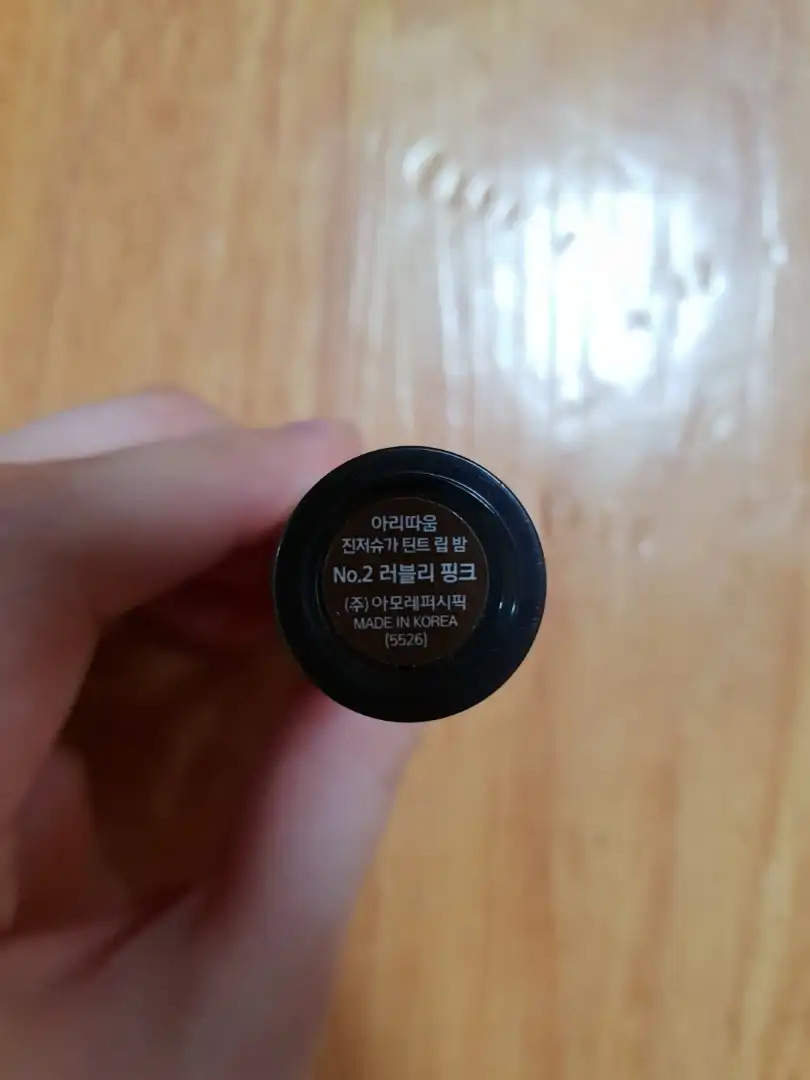 아리따움
진저슈가 틴트 립 밤
No.2 러블리 핑크
(주) 아모레퍼시픽
MADE IN KOREA
(5526)